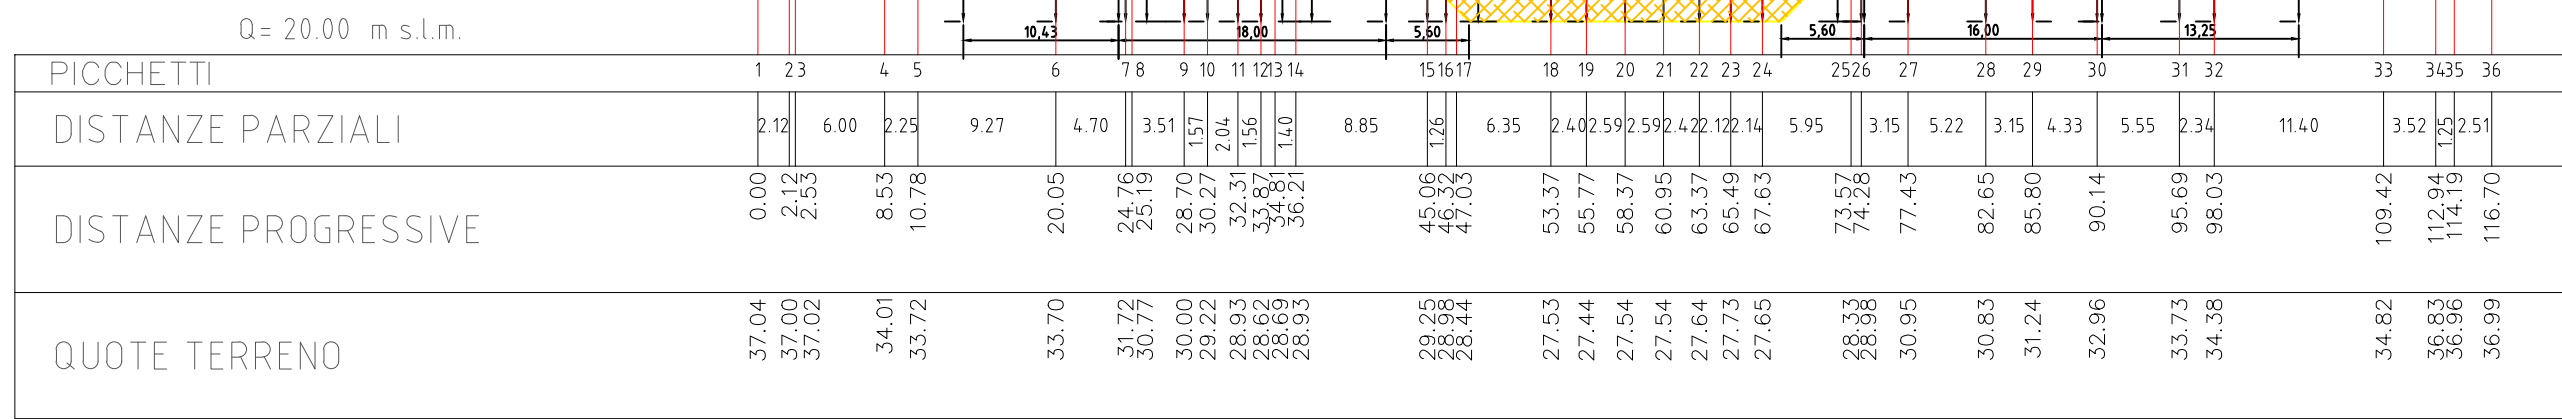 Q= 20.00 m s.l.m.
10,43 18,00 5,60 5,60 16,00 13,25
PICCHETTI 1 2 3 4 5 6 7 8 9 10 11 12 13 14 15 16 17 18 19 20 21 22 23 24 25 26 27 28 29 30 31 32 33 34 35 36
DISTANZE PARZIALI 2.12 6.00 2.25 9.27 4.70 3.51 1.57 2.04 1.56 1.40 8.85 1.26 6.35 2.40 2.59 2.59 2.42 2.12 2.14 5.95 3.15 5.22 3.15 4.33 5.55 2.34 11.40 3.52 1.25 2.51
DISTANZE PROGRESSIVE 0.00 2.12 2.53 8.53 10.78 20.05 24.76 25.19 28.70 30.27 32.31 33.87 34.81 36.21 45.06 46.32 47.03 53.37 55.77 58.37 60.95 63.37 65.49 67.63 73.57 74.28 77.43 82.65 85.80 90.14 95.69 98.03 109.42 112.94 114.19 116.70
QUOTE TERRENO 37.04 37.00 37.02 34.01 33.72 33.70 31.72 30.77 30.00 29.22 28.93 28.62 28.69 28.93 29.25 28.98 28.44 27.53 27.44 27.54 27.54 27.64 27.73 27.65 28.33 28.98 30.95 30.83 31.24 32.96 33.73 34.38 34.82 36.83 36.96 36.99